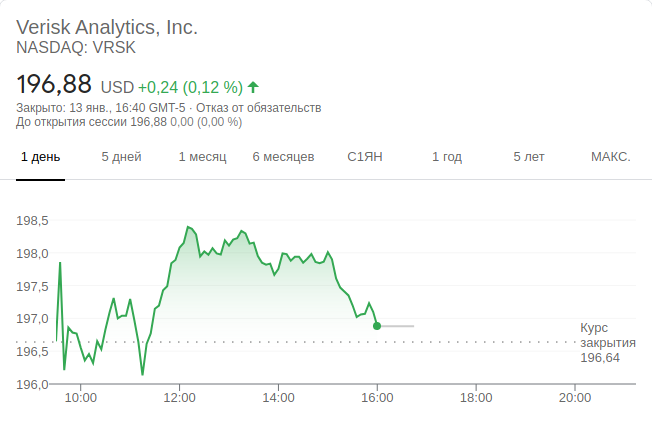 Verisk Analytics, Inc.
NASDAQ: VRSK
196,88 USD +0,24 (0,12 %)
Закрыто: 13 янв., 16:40 GMT-5 · Отказ от обязательств
До открытия сессии 196,88 0,00 (0,00 %)
1 день 5 дней 1 месяц 6 месяцев С1ЯН 1 год 5 лет МАКС.
198,5
198,0
197,5
197,0
196,5
196,0
Курс
закрытия
196,64
10:00 12:00 14:00 16:00 18:00 20:00